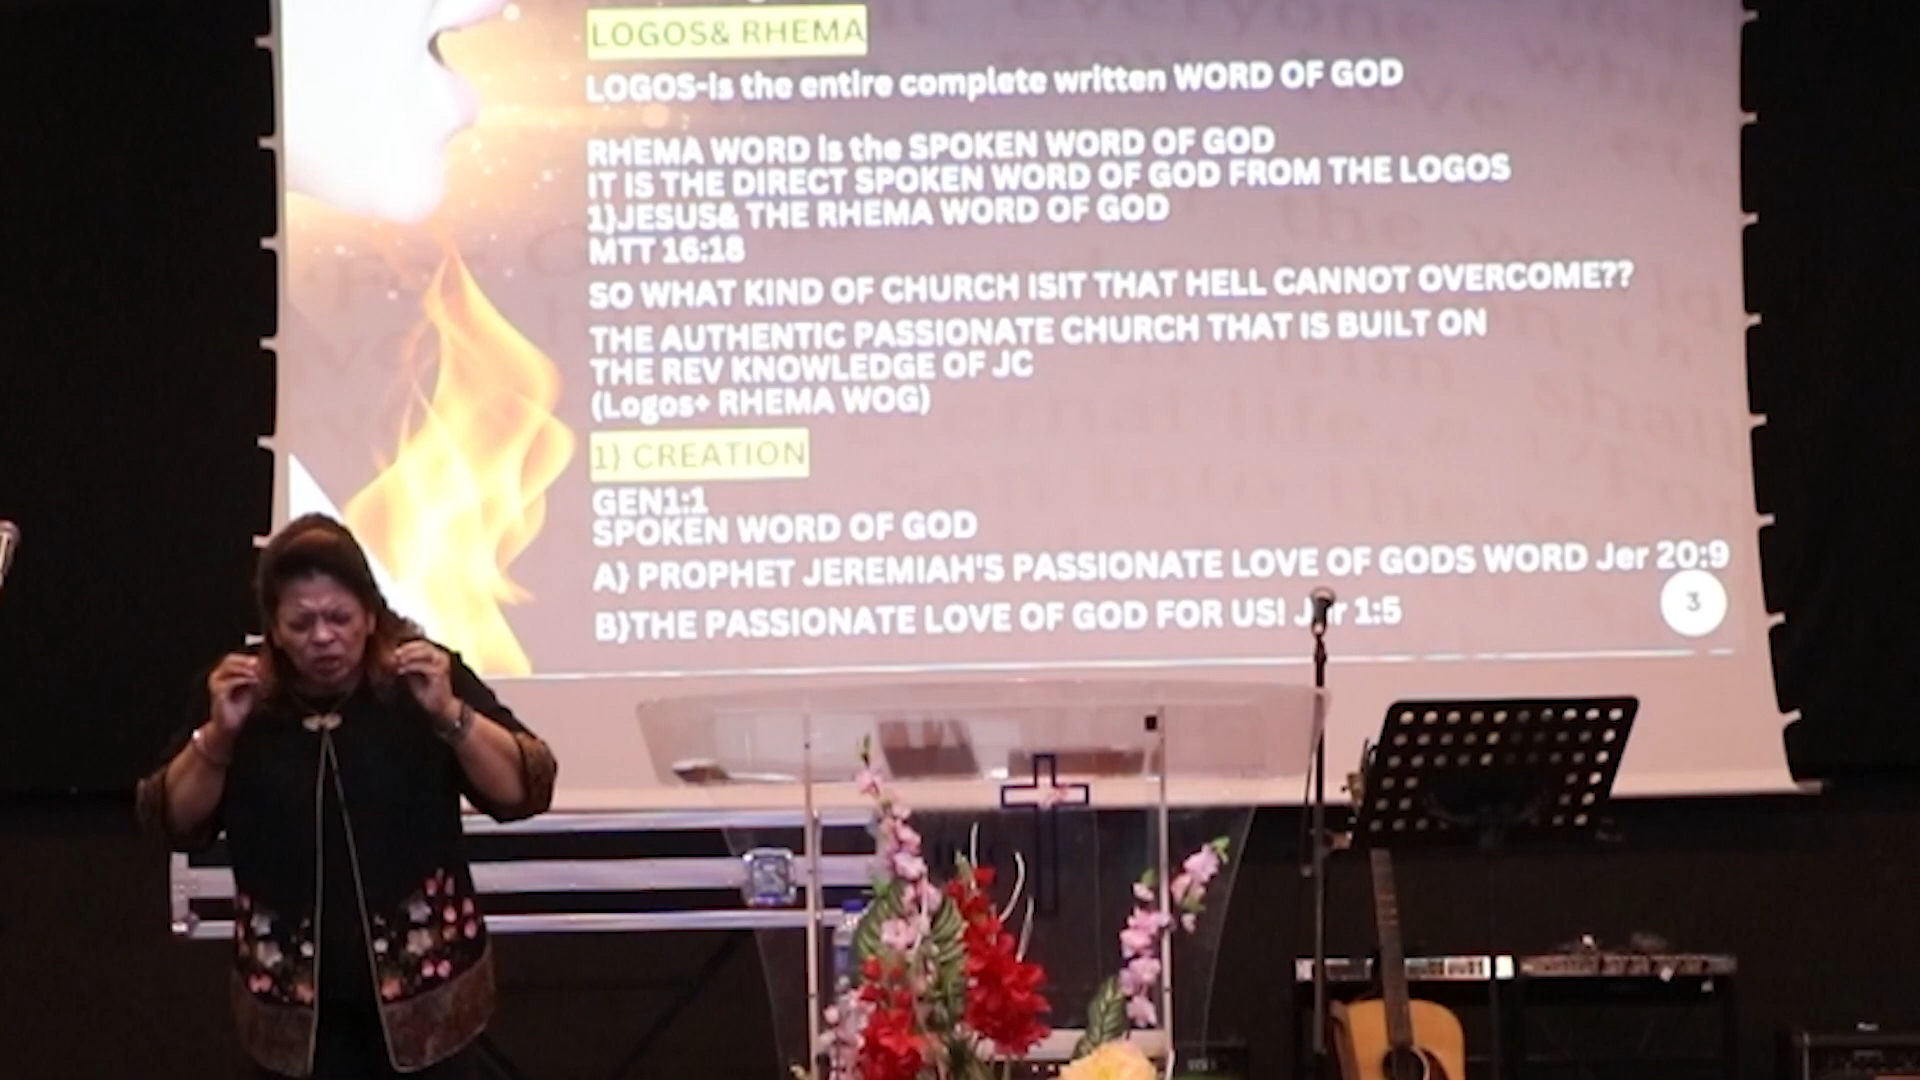 LOGOS& RHEMA
LOGOS-is the entire complete written WORD OF GOD
RHEMA WORD is the SPOKEN WORD OF GOD
IT IS THE DIRECT SPOKEN WORD OF GOD FROM THE LOGOS
1)JESUS& THE RHEMA WORD OF GOD
MTT 16:18
SO WHAT KIND OF CHURCH ISIT THAT HELL CANNOT OVERCOME??
THE AUTHENTIC PASSIONATE CHURCH THAT IS BUILT ON
THE REV KNOWLEDGE OF JC
(Logos+ RHEMA WOG)
1) CREATION
GEN1:1
SPOKEN WORD OF GOD
A) PROPHET JEREMIAH'S PASSIONATE LOVE OF GODS WORD Jer 20:9
B)THE PASSIONATE LOVE OF GOD FOR US! Jer 1:5
3